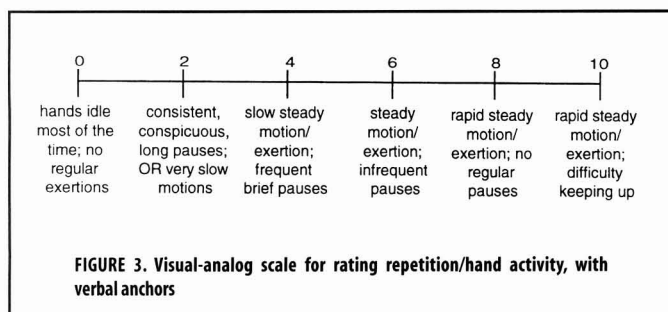 0 2 4 6 8 10
hands idle consistent, slow steady steady rapid steady rapid steady
most of the conspicuous, motion/ motion/ motion/ motion/
time; no long pauses; exertion; exertion; exertion; no exertion;
regular OR very slow frequent infrequent regular difficulty
exertions motions brief pauses pauses pauses keeping up
FIGURE 3. Visual-analog scale for rating repetition/hand activity, with
verbal anchors